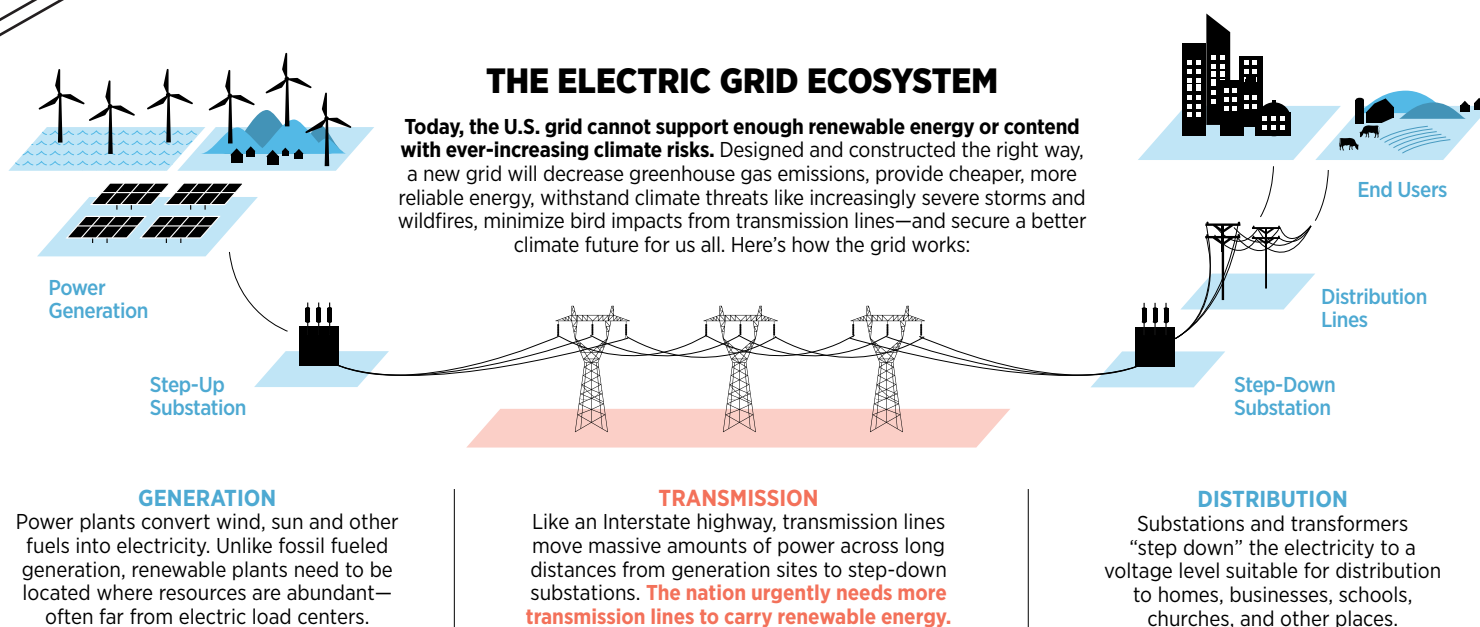 THE ELECTRIC GRID ECOSYSTEM
Today, the U.S. grid cannot support enough renewable energy or contend
with ever-increasing climate risks. Designed and constructed the right way,
a new grid will decrease greenhouse gas emissions, provide cheaper, more
reliable energy, withstand climate threats like increasingly severe storms and
wildfires, minimize bird impacts from transmission lines—and secure a better
climate future for us all. Here’s how the grid works:
Power
Generation
Step-Up
Substation
End Users
Distribution
Lines
Step-Down
Substation
GENERATION
Power plants convert wind, sun and other
fuels into electricity. Unlike fossil fueled
generation, renewable plants need to be
located where resources are abundant—
often far from electric load centers.
TRANSMISSION
Like an Interstate highway, transmission lines
move massive amounts of power across long
distances from generation sites to step-down
substations. The nation urgently needs more
transmission lines to carry renewable energy.
DISTRIBUTION
Substations and transformers
“step down” the electricity to a
voltage level suitable for distribution
to homes, businesses, schools,
churches, and other places.